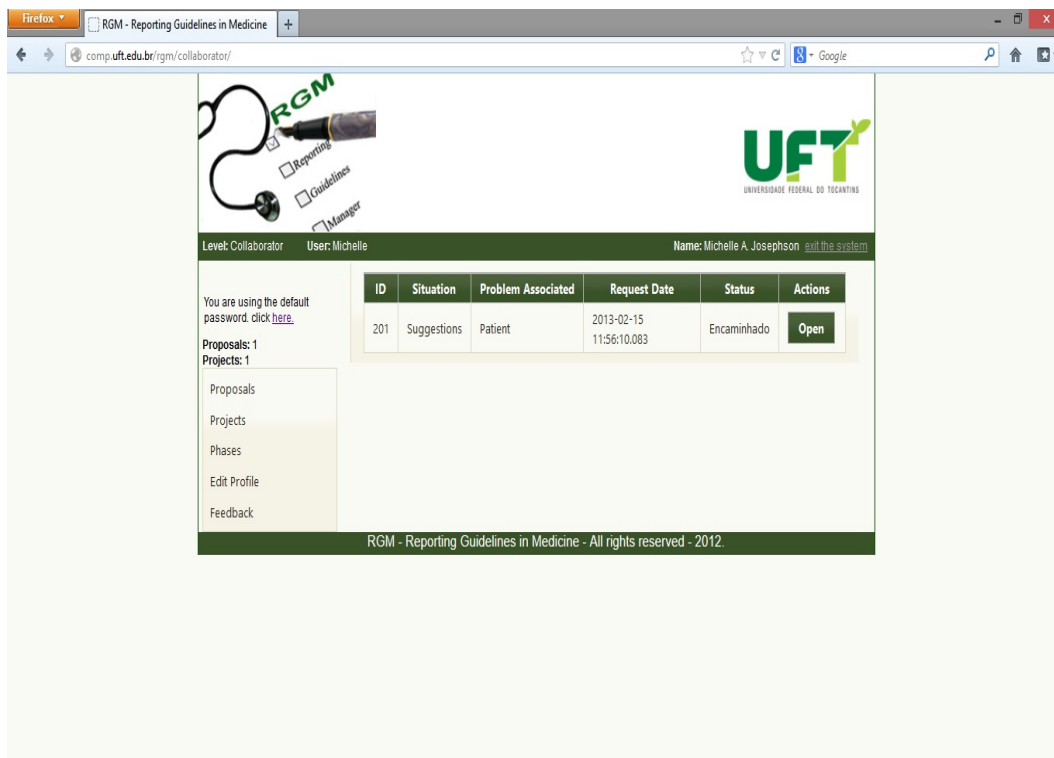 Firefox
RGM - Reporting Guidelines in Medicine
+
comp.uft.edu.br/rgm/collaborator/
Google
RGM
Reporting
Guidelines
Manager
UFT
UNIVERSIDADE FEDERAL DO TOCANTINS
Level: Collaborator User: Michelle Name: Michelle A. Josephson exit the system
You are using the default
password. click here.
Proposals: 1
Projects: 1
Proposals
Projects
Phases
Edit Profile
Feedback
ID Situation Problem Associated Request Date Status Actions
201 Suggestions Patient 2013-02-15 11:56:10.083 Encaminhado Open
RGM - Reporting Guidelines in Medicine - All rights reserved - 2012.